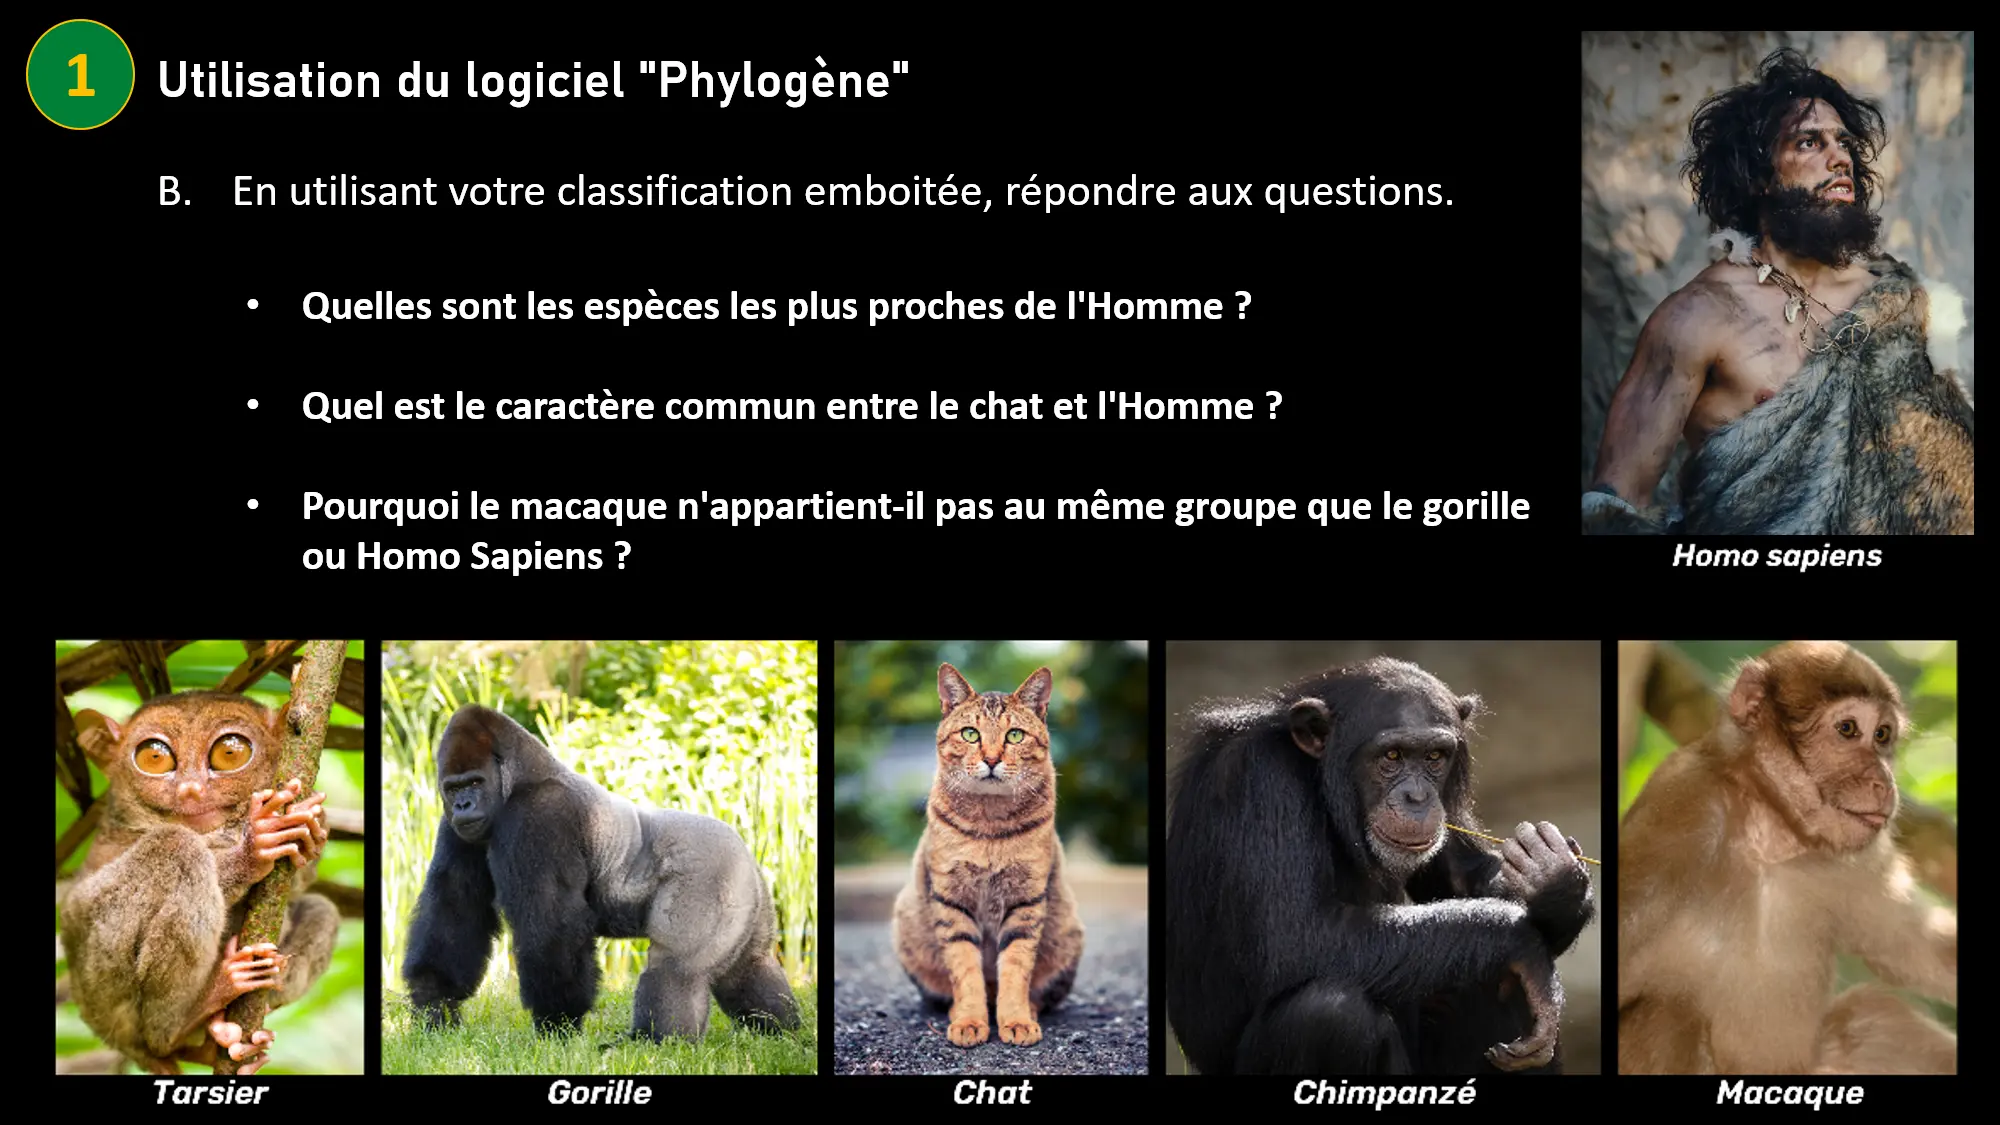 1
Utilisation du logiciel "Phylogène"
B. En utilisant votre classification emboitée, répondre aux questions.
• Quelles sont les espèces les plus proches de l'Homme ?
• Quel est le caractère commun entre le chat et l'Homme ?
• Pourquoi le macaque n'appartient-il pas au même groupe que le gorille
ou Homo Sapiens ?
Homo sapiens
Tarsier
Gorille
Chat
Chimpanzé
Macaque